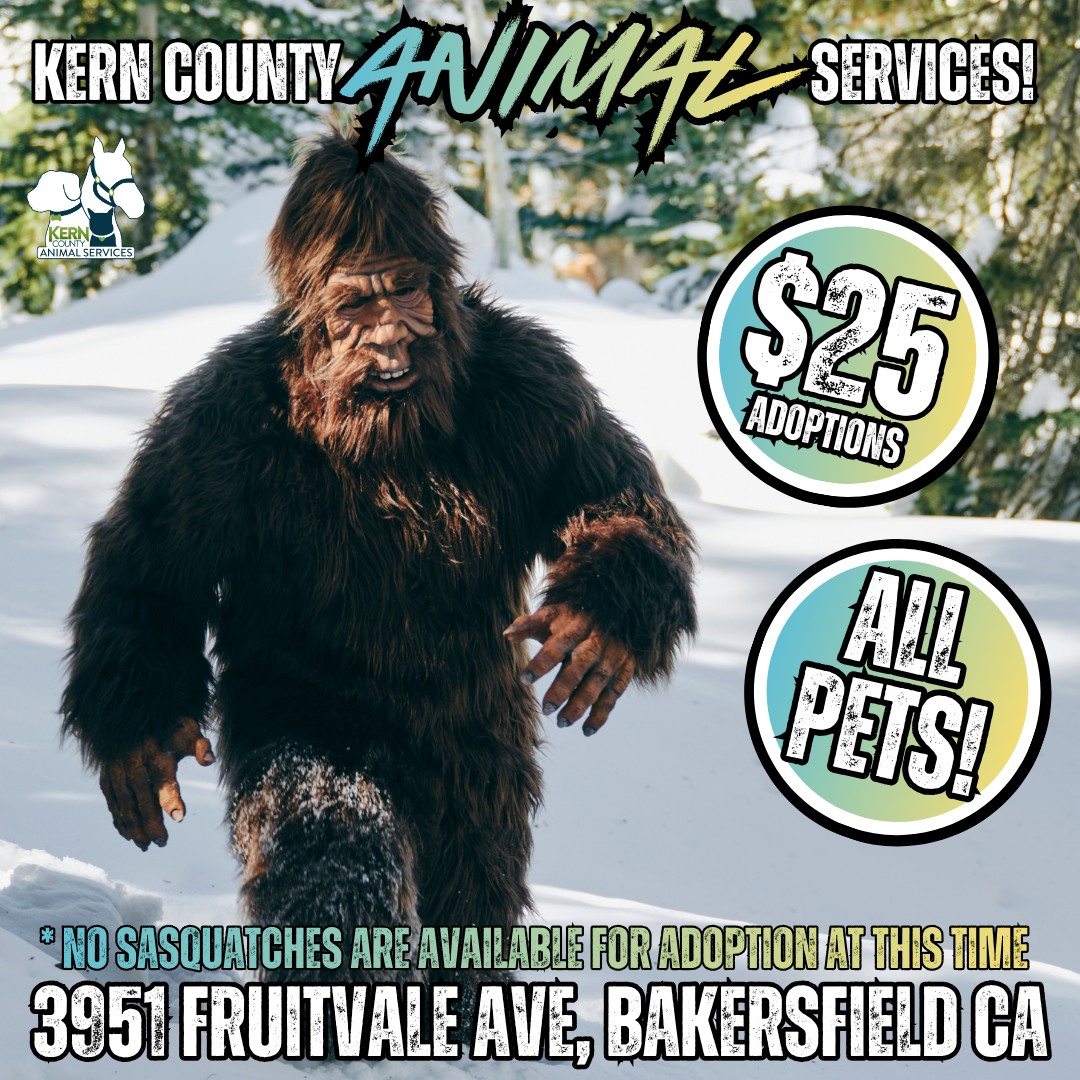 KERN COUNTY ANIMAL SERVICES!
KERN
COUNTY
ANIMAL SERVICES
$25
ADOPTIONS
ALL
PETS!
* NO SASQUATCHES ARE AVAILABLE FOR ADOPTION AT THIS TIME
3951 FRUITVALE AVE, BAKERSFIELD CA